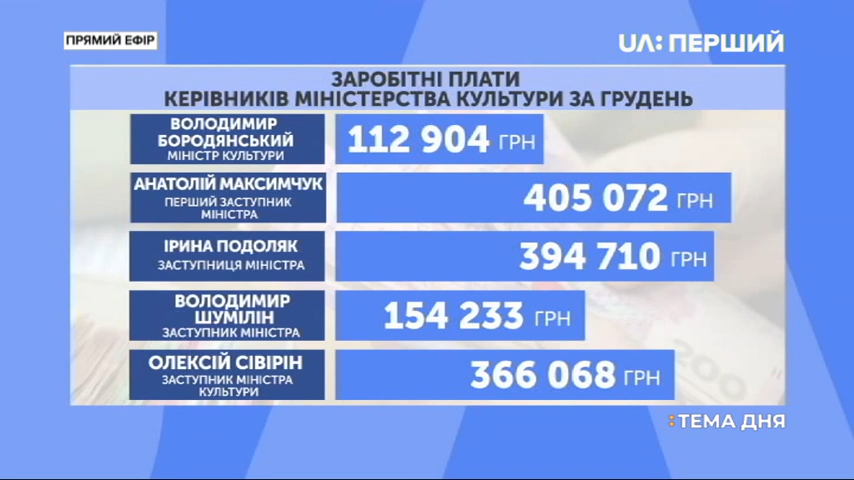 ПРЯМИЙ ЕФІР
UA: ПЕРШИЙ
ЗАРОБІТНІ ПЛАТИ
КЕРІВНИКІВ МІНІСТЕРСТВА КУЛЬТУРИ ЗА ГРУДЕНЬ
ВОЛОДИМИР
БОРОДЯНСЬКИЙ
МІНІСТР КУЛЬТУРИ
112 904 ГРН
АНАТОЛІЙ МАКСИМЧУК
ПЕРШИЙ ЗАСТУПНИК
МІНІСТРА
405 072 ГРН
ІРИНА ПОДОЛЯК
ЗАСТУПНИЦЯ МІНІСТРА
394 710 ГРН
ВОЛОДИМИР
ШУМІЛІН
ЗАСТУПНИК МІНІСТРА
154 233 ГРН
ОЛЕКСІЙ СІВІРІН
ЗАСТУПНИК МІНІСТРА
КУЛЬТУРИ
366 068 ГРН
200
:ТЕМА ДНЯ